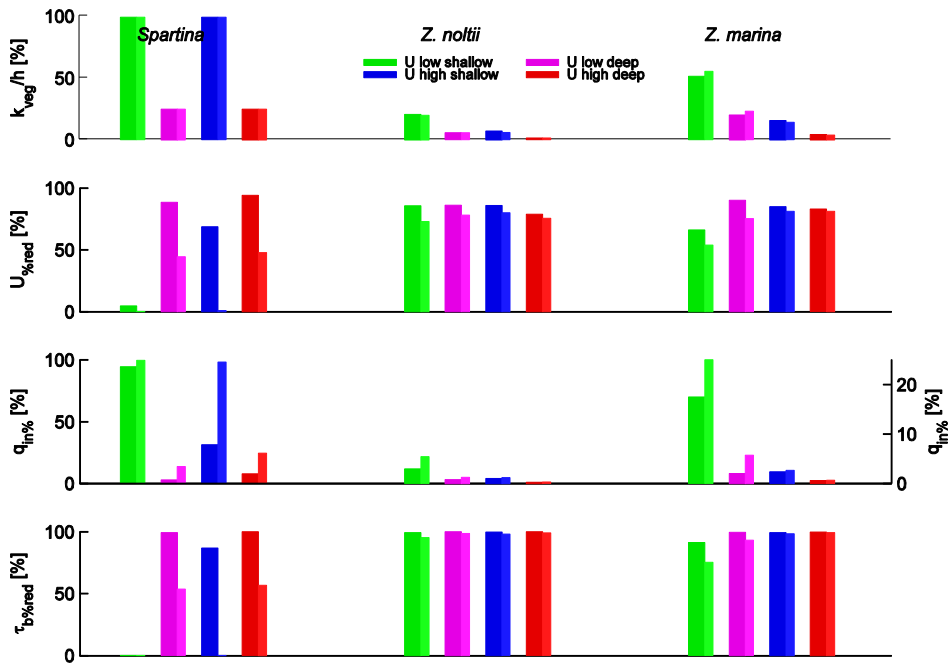 Spartina
Z. noltii
Z. marina
U low shallow
U low deep
U high shallow
U high deep
k_veg/h [%]
100
50
0
U_%red [%]
100
50
0
q_in% [%]
100
50
0
q_in% [%]
20
10
0
τ_b%red [%]
100
50
0